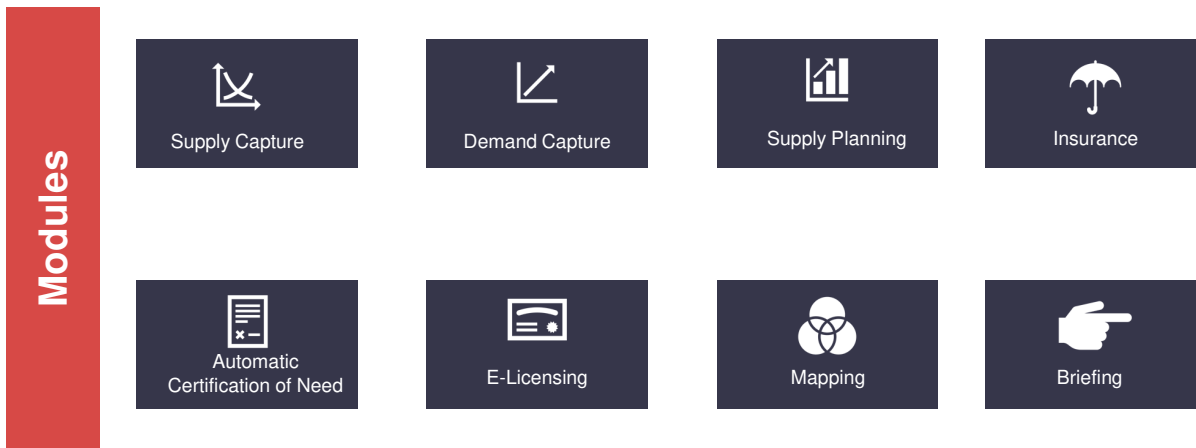 Modules
Supply Capture
Demand Capture
Supply Planning
Insurance
Automatic
Certification of Need
E-Licensing
Mapping
Briefing